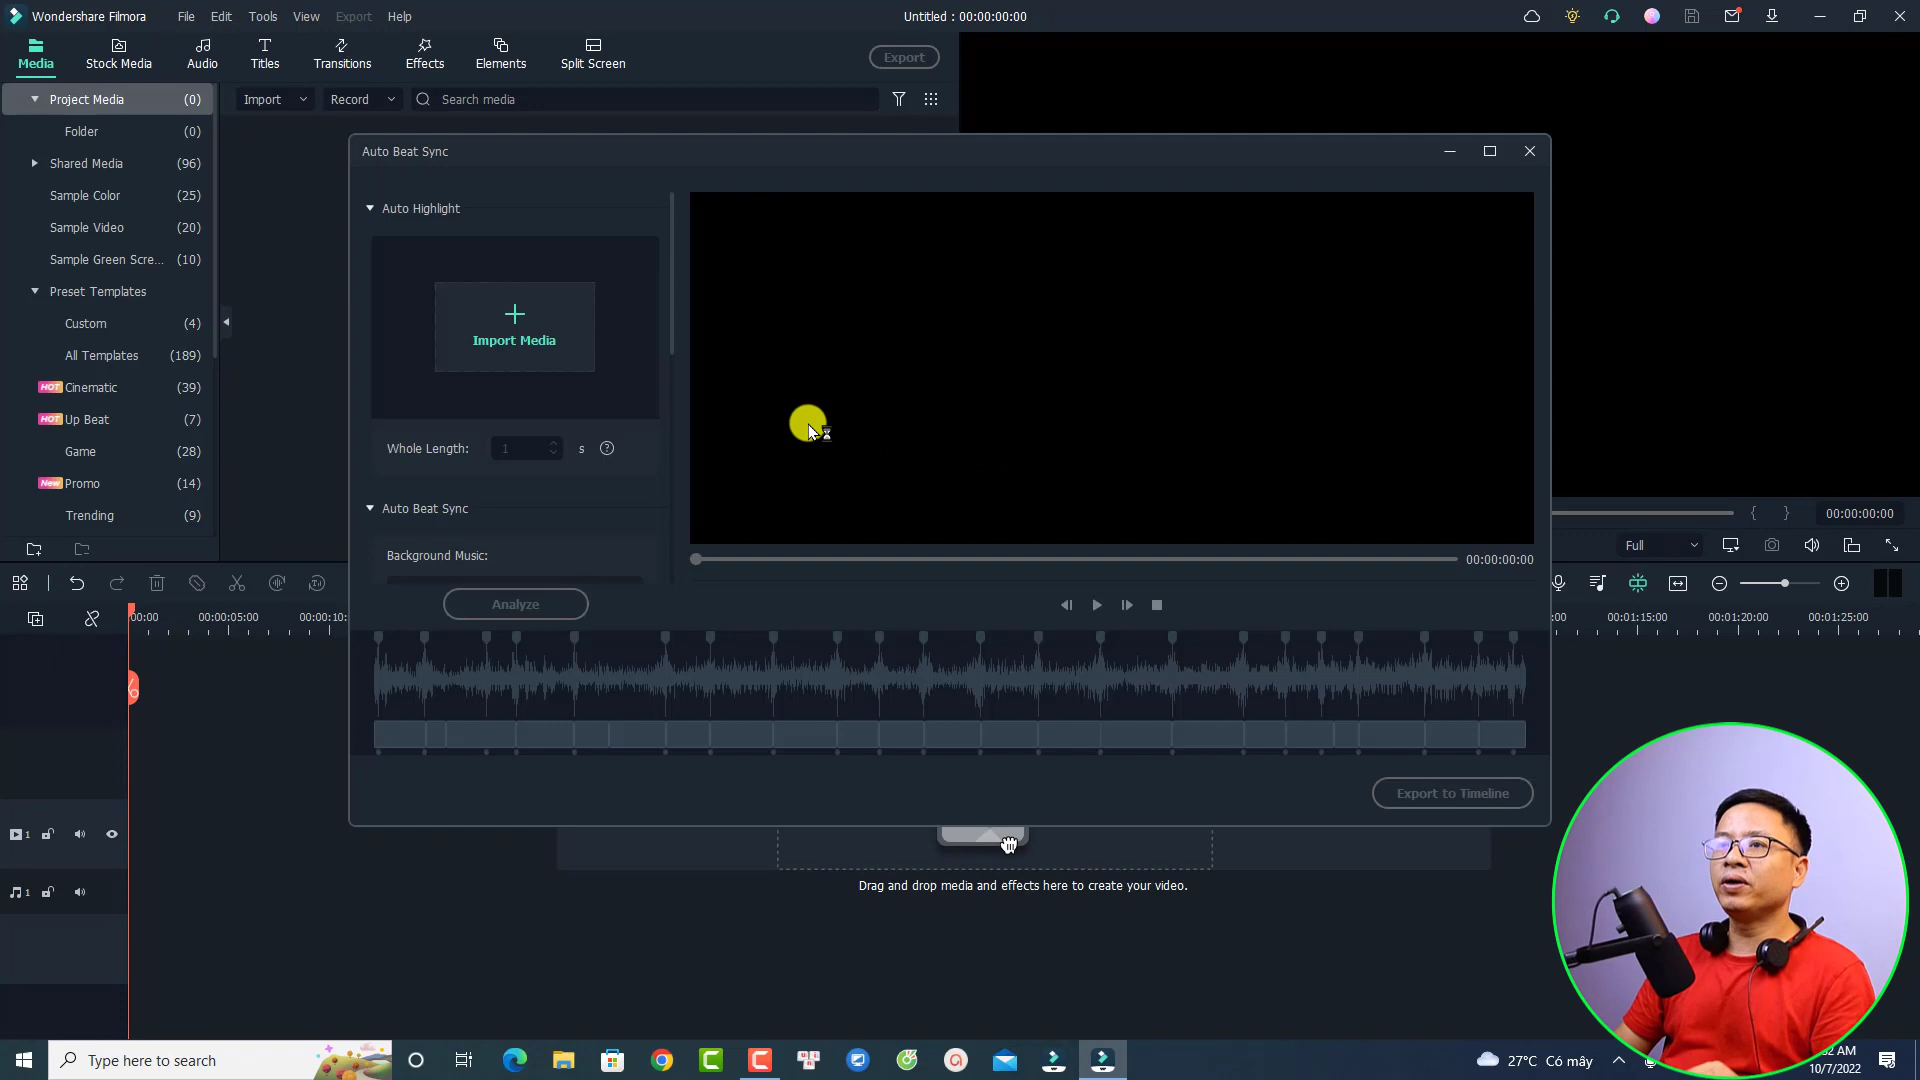 Wondershare Filmora File Edit Tools View Export Help Untitled : 00:00:00:00
Media Stock Media Audio Titles Transitions Effects Elements Split Screen Export
Project Media (0)
Import Record Search media
Folder (0)
Shared Media (96)
Sample Color (25)
Sample Video (20)
Sample Green Scre... (10)
Preset Templates
Custom (4)
All Templates (189)
HOT Cinematic (39)
HOT Up Beat (7)
Game (28)
New Promo (14)
Trending (9)
Auto Beat Sync
Auto Highlight
Import Media
Whole Length: 1 s
Auto Beat Sync
Background Music:
Analyze
00:00:00:00
Export to Timeline
00:00:00:00
Full
00:00 00:00:05:00 00:00:10: :00 00:01:15:00 00:01:20:00 00:01:25:00
1
1
Drag and drop media and effects here to create your video.
Type here to search
27°C Có mây
:32 AM
10/7/2022